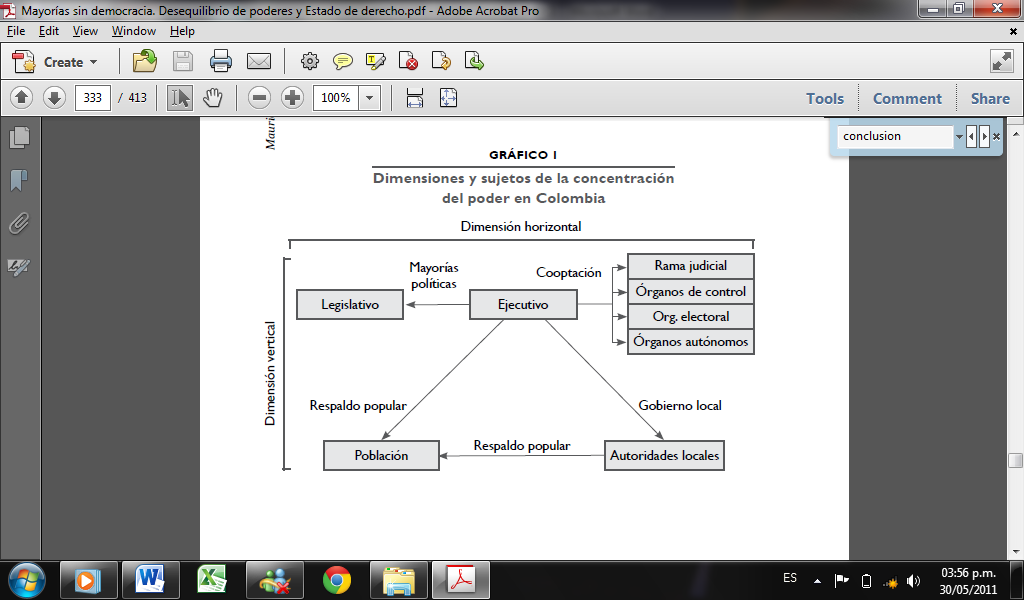 Mayorías sin democracia. Desequilibrio de poderes y Estado de derecho.pdf - Adobe Acrobat Pro
File Edit View Window Help
Create
333 / 413 100% Tools Comment Share
conclusion
Mauri
GRÁFICO 1
Dimensiones y sujetos de la concentración
del poder en Colombia
Dimensión horizontal
Dimensión vertical
Mayorías
políticas
Cooptación
Legislativo
Ejecutivo
Rama judicial
Órganos de control
Org. electoral
Órganos autónomos
Respaldo popular
Gobierno local
Población
Respaldo popular
Autoridades locales
ES
03:56 p.m.
30/05/2011